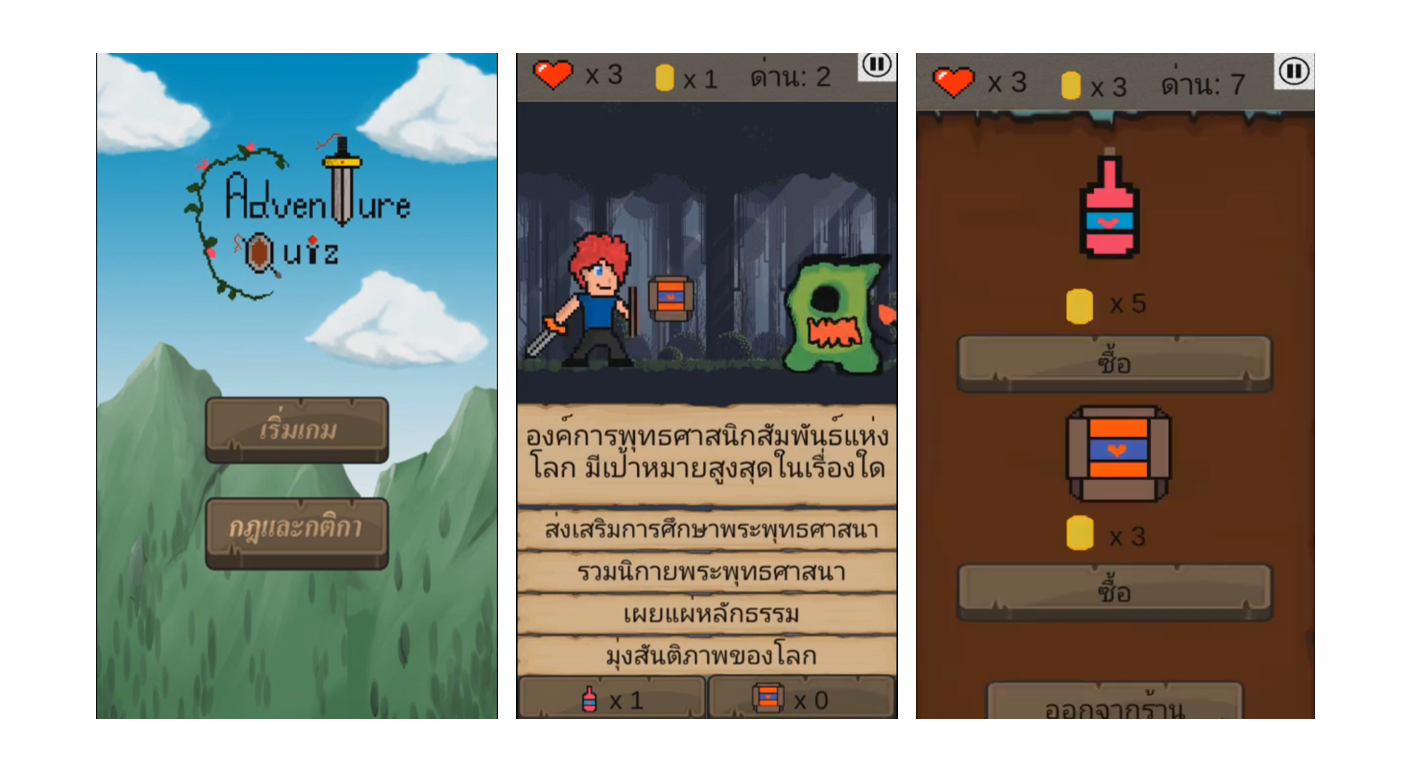 Adventure
Quiz
เริ่มเกม
กฎและกติกา
x 3 x 1 ด่าน: 2
องค์การพุทธศาสนิกสัมพันธ์แห่ง
โลก มีเป้าหมายสูงสุดในเรื่องใด
ส่งเสริมการศึกษาพระพุทธศาสนา
รวมนิกายพระพุทธศาสนา
เผยแผ่หลักธรรม
มุ่งสันติภาพของโลก
x 1 x 0
x 3 x 3 ด่าน: 7
x 5
ซื้อ
x 3
ซื้อ
ออกจากร้าน